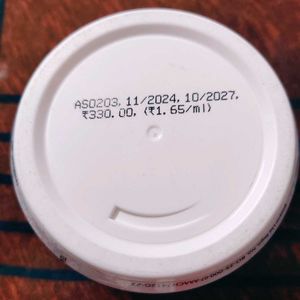 AS0203, 11/2024, 10/2027,
₹330.00, (₹1.65/ml)